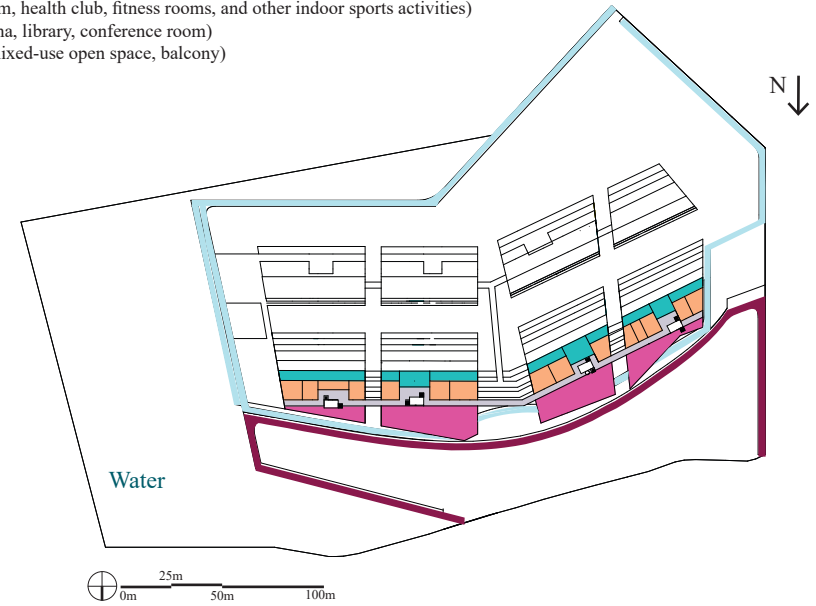 m, health club, fitness rooms, and other indoor sports activities)
na, library, conference room)
ixed-use open space, balcony)
N
Water
25m
0m
50m
100m